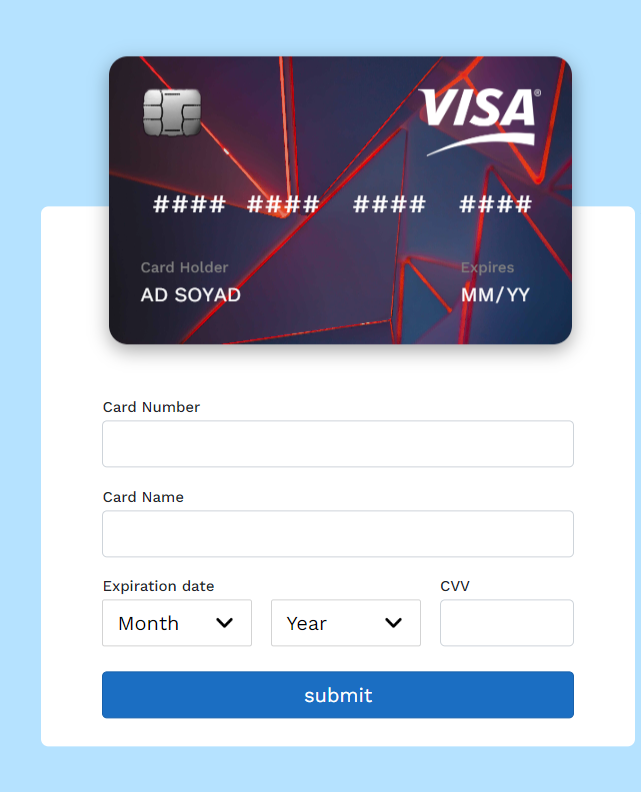 VISA®
#### #### #### ####
Card Holder Expires
AD SOYAD MM/YY
Card Number
Card Name
Expiration date CVV
Month Year
submit